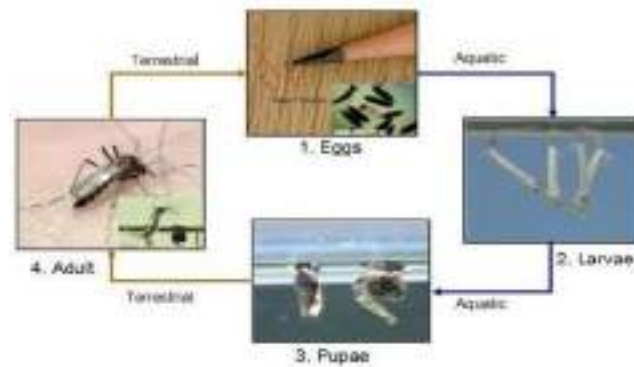 Terrestrial
Aquatic
1. Eggs
2. Larvae
Aquatic
3. Pupae
Terrestrial
4. Adult